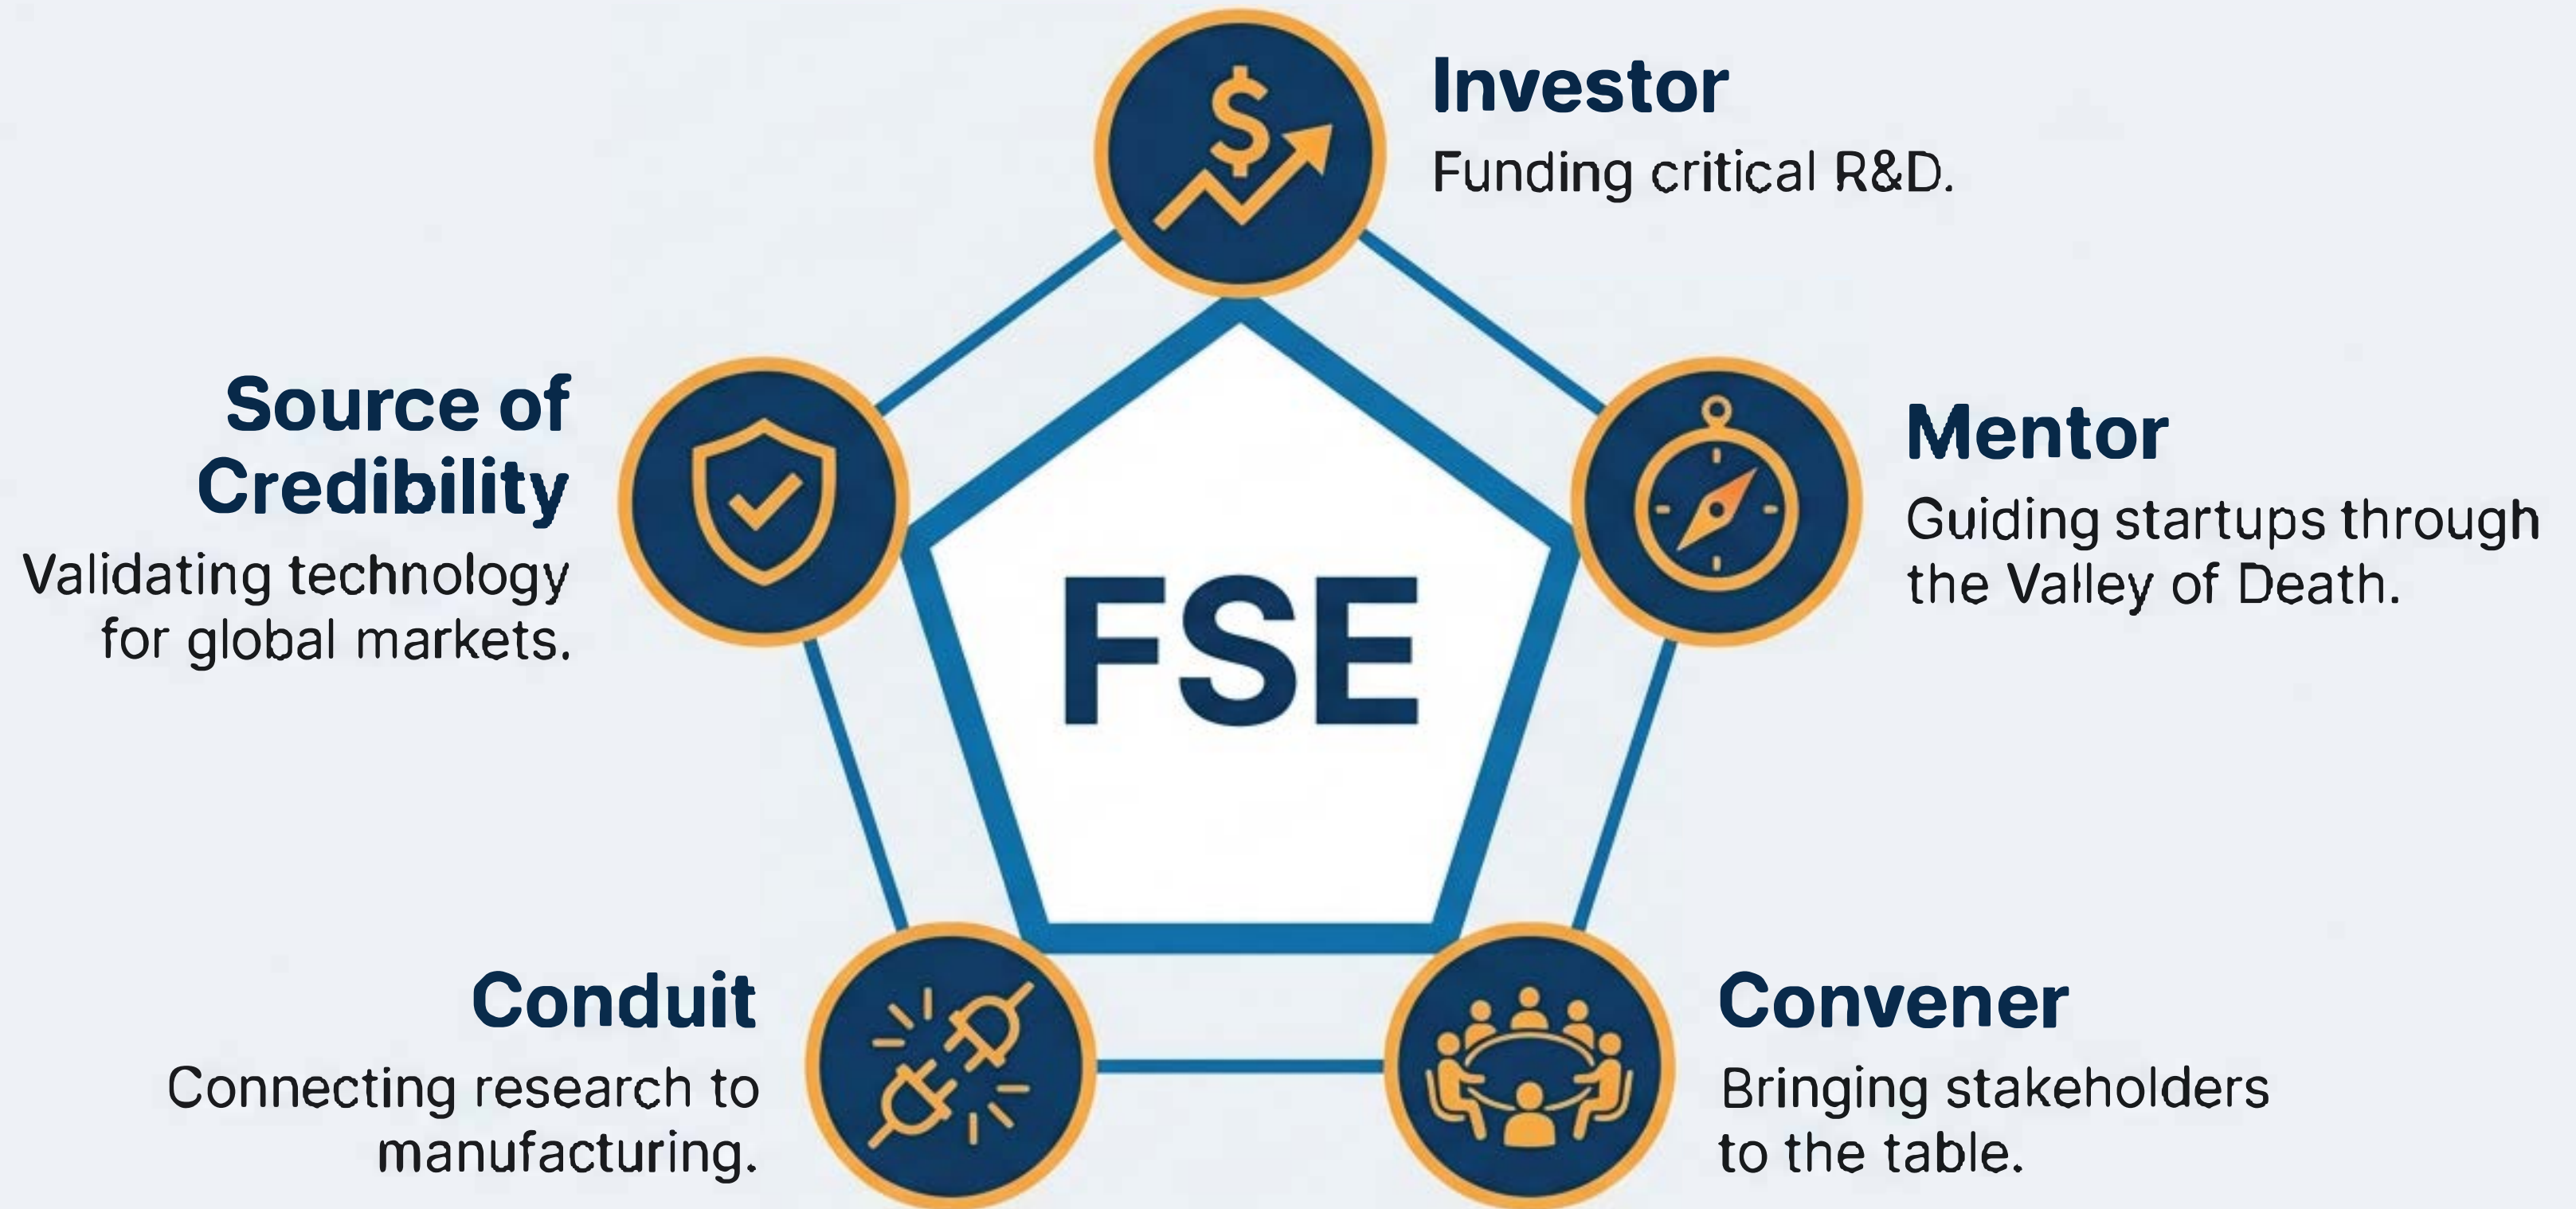 Investor
Funding critical R&D.
Mentor
Guiding startups through
the Valley of Death.
Convener
Bringing stakeholders
to the table.
Conduit
Connecting research to
manufacturing.
Source of
Credibility
Validating technology
for global markets.
FSE
$